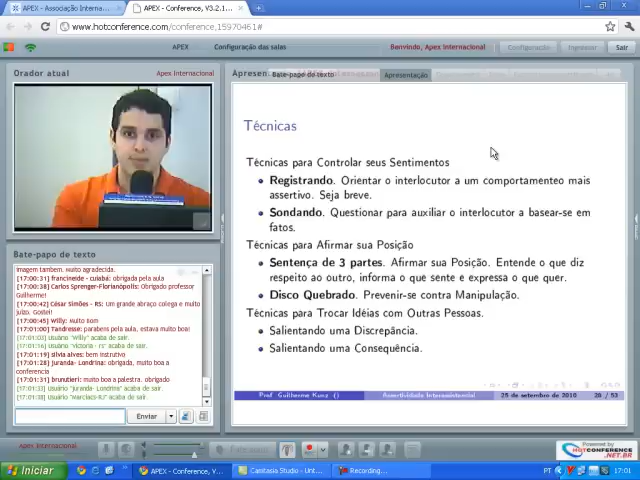 APEX - Associação Interna...
APEX - Conference, V3.2.1...
www.hotconference.com/conference,15970461#
APEX
Configuração das salas
Benvindo, Apex Internacional
Configuração
Ingressar
Sair
Orador atual
Apex Internacional
Bate-papo de texto
Apresentação
Técnicas
Técnicas para Controlar seus Sentimentos
Registrando. Orientar o interlocutor a um comportamenteo mais
assertivo. Seja breve.
Sondando. Questionar para auxiliar o interlocutor a basear-se em
fatos.
Técnicas para Afirmar sua Posição
Sentença de 3 partes. Afirmar sua Posição. Entende o que diz
respeito ao outro, informa o que sente e expressa o que quer.
Disco Quebrado. Prevenir-se contra Manipulação.
Técnicas para Trocar Idéias com Outras Pessoas.
Salientando uma Discrepância.
Salientando uma Consequência.
Prof. Guilherme Kunz ()
Assertividade Interassistencial
25 de setembro de 2010
28 / 53
Bate-papo de texto
imagem tambem. Muito agradecida.
[17:00:31) francineide - cuiabá: obrigada pela aula
[17:00:38) Carlos Sprenger-Florianópolis: Obrigado professor
Guilherme!
[17:00:42) César Simões - RS: Um grande abraço colega e muito
juízo. Gostei!
[17:00:45) Willy: Muito Bom
[17:01:00) Tandresse: parabens pela aula, estava muito boa!
[17:01:03) Usuário "Willy" acaba de sair.
[17:01:15) Usuário "Victoria - rs" acaba de sair.
[17:01:19) silvia alves: bem instrutivo
[17:01:28) Juranda- Londrina: obrigada, muito boa a
conferencia
[17:01:31) brunutieri: muito boa a palestra. obrigado
[17:01:33) Usuário "Juranda- Londrina" acaba de sair.
[17:01:38) Usuário "Marciacs-RJ" acaba de sair.
Enviar
Apex Internacional
Powered by
HOTCONFERENCE
.NET.BR
Iniciar
APEX - Conference, V...
Camtasia Studio - Unt...
Recording...
PT
17:01